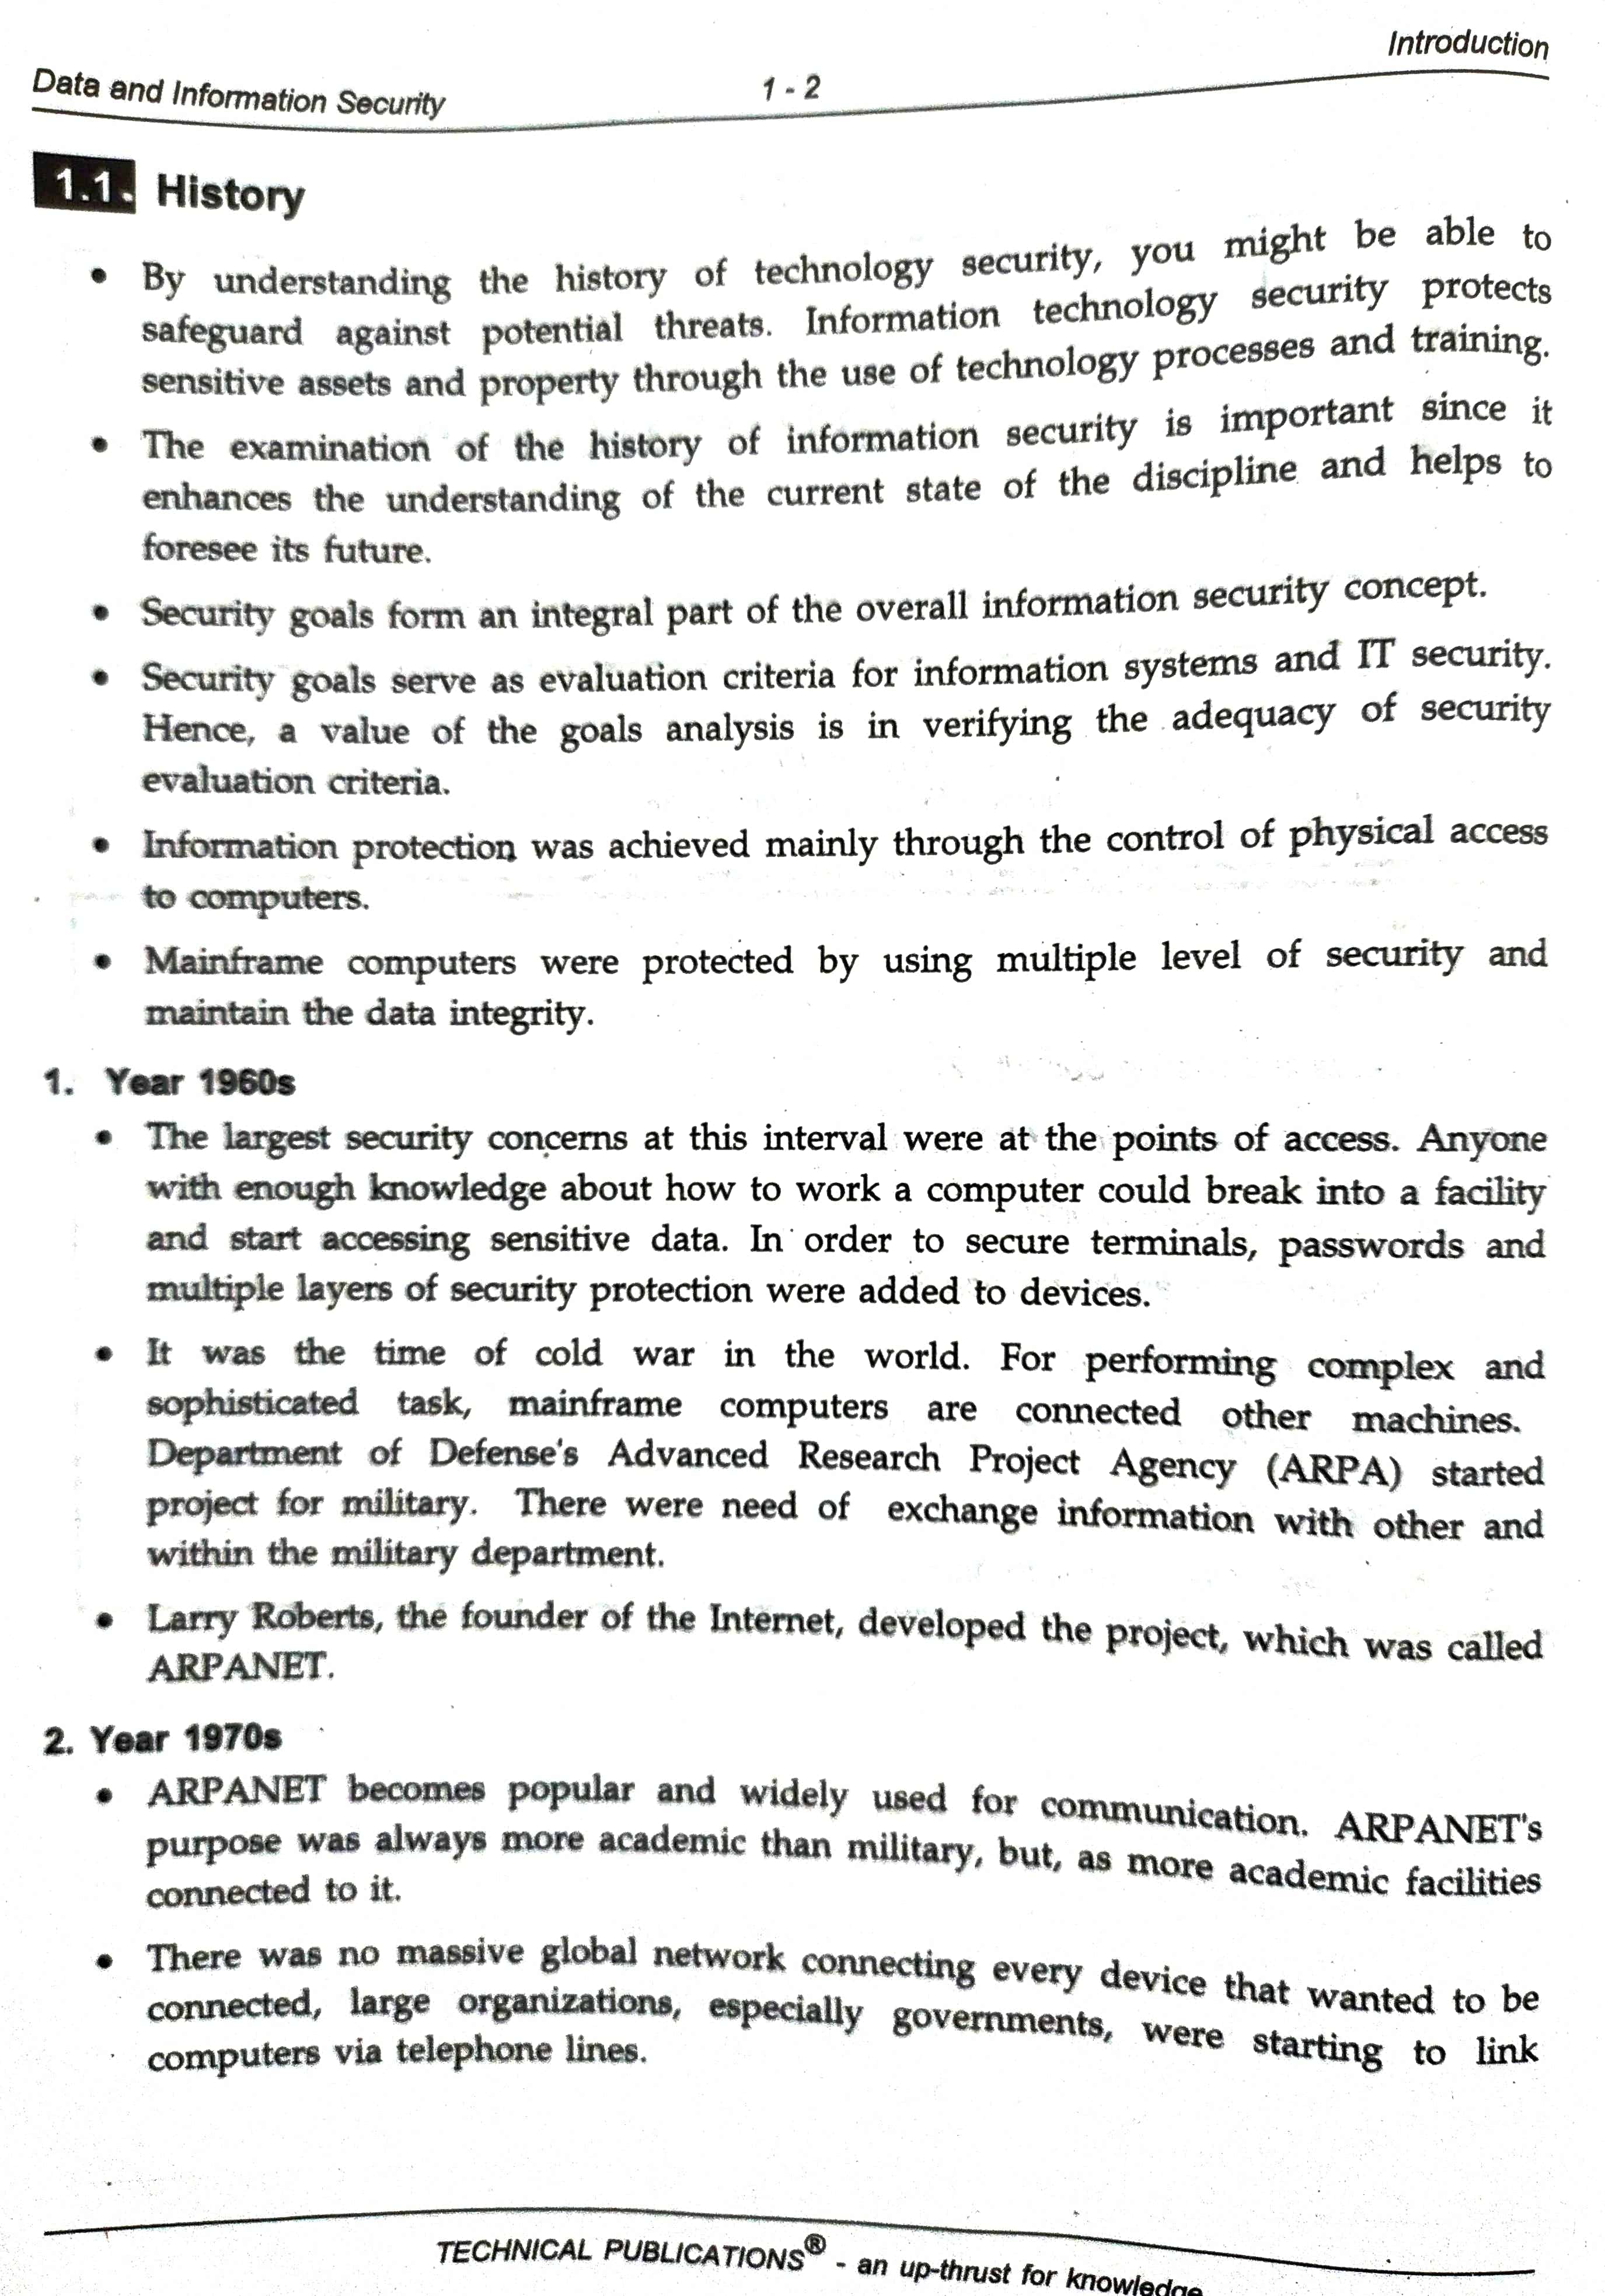 Introduction
Data and Information Security
1 - 2
1.1. History
• By understanding the history of technology security, you might be able to
safeguard against potential threats. Information technology security protects
sensitive assets and property through the use of technology processes and training.
• The examination of the history of information security is important since it
enhances the understanding of the current state of the discipline and helps to
foresee its future.
• Security goals form an integral part of the overall information security concept.
• Security goals serve as evaluation criteria for information systems and IT security.
Hence, a value of the goals analysis is in verifying the adequacy of security
evaluation criteria.
• Information protection was achieved mainly through the control of physical access
to computers.
• Mainframe computers were protected by using multiple level of security and
maintain the data integrity.
1. Year 1960s
• The largest security concerns at this interval were at the points of access. Anyone
with enough knowledge about how to work a computer could break into a facility
and start accessing sensitive data. In order to secure terminals, passwords and
multiple layers of security protection were added to devices.
• It was the time of cold war in the world. For performing complex and
sophisticated task, mainframe computers are connected other machines.
Department of Defense's Advanced Research Project Agency (ARPA) started
project for military. There were need of exchange information with other and
within the military department.
• Larry Roberts, the founder of the Internet, developed the project, which was called
ARPANET.
2. Year 1970s
• ARPANET becomes popular and widely used for communication. ARPANET's
purpose was always more academic than military, but, as more academic facilities
connected to it.
• There was no massive global network connecting every device that wanted to be
connected, large organizations, especially governments, were starting to link
computers via telephone lines.
TECHNICAL PUBLICATIONS® - an up-thrust for knowledge